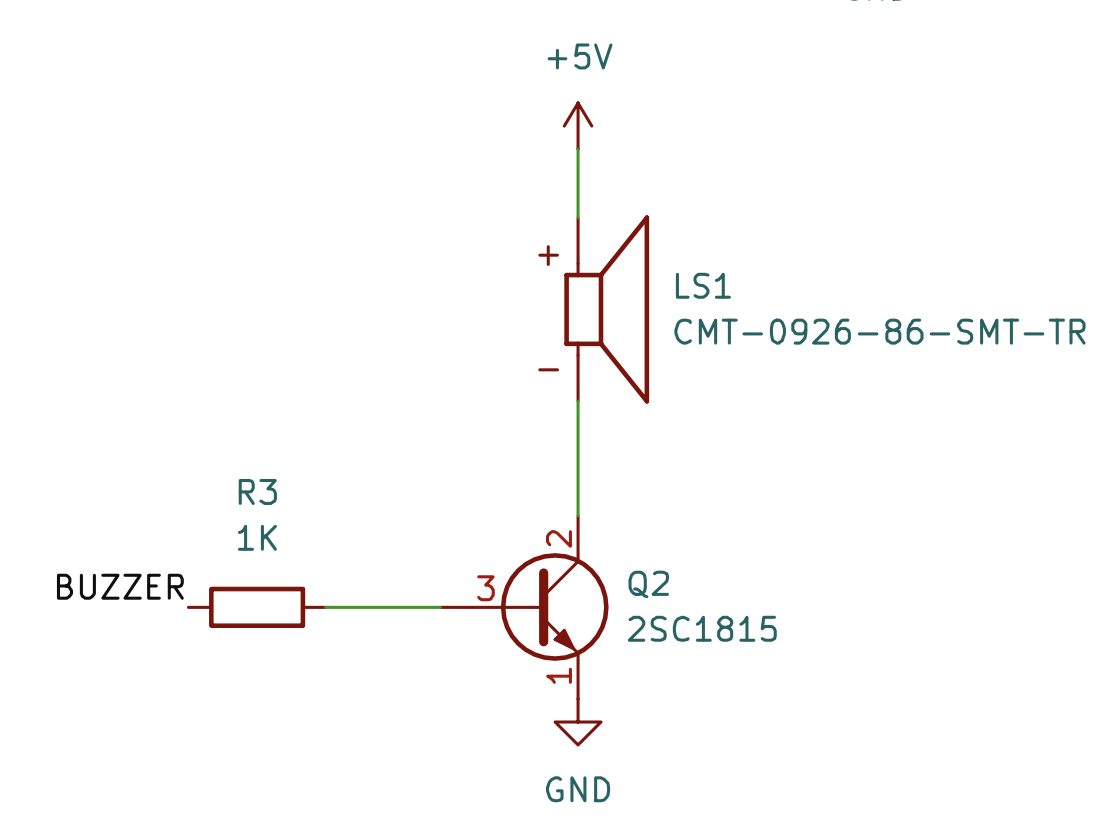 +5V
+
LS1
CMT-0926-86-SMT-TR
-
R3
1K
2
BUZZER
3
Q2
2SC1815
1
GND